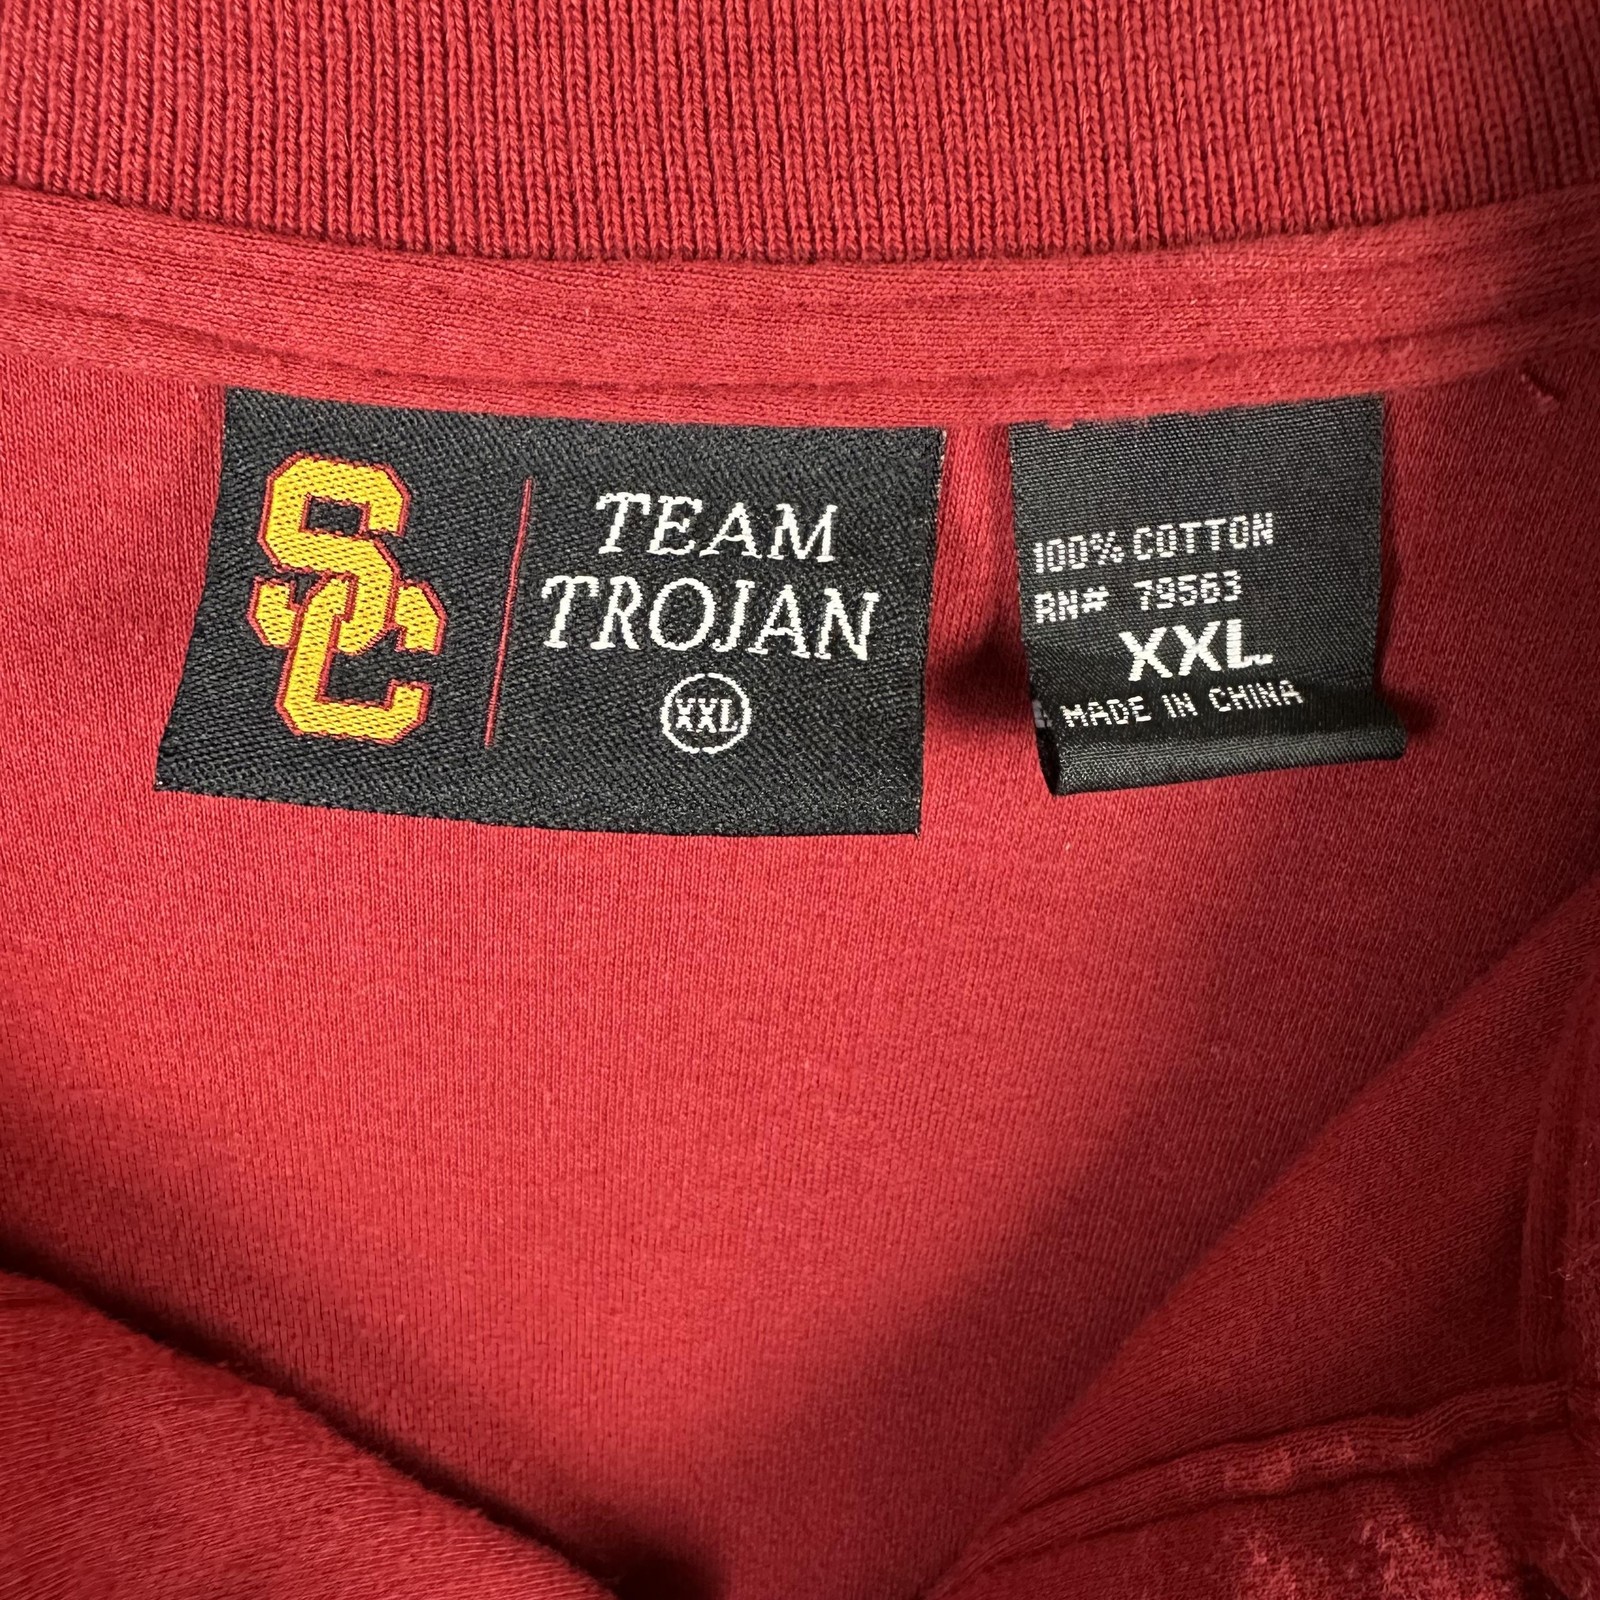 SC
TEAM
TROJAN
XXL
100% COTTON
RN# 79563
XXL
MADE IN CHINA